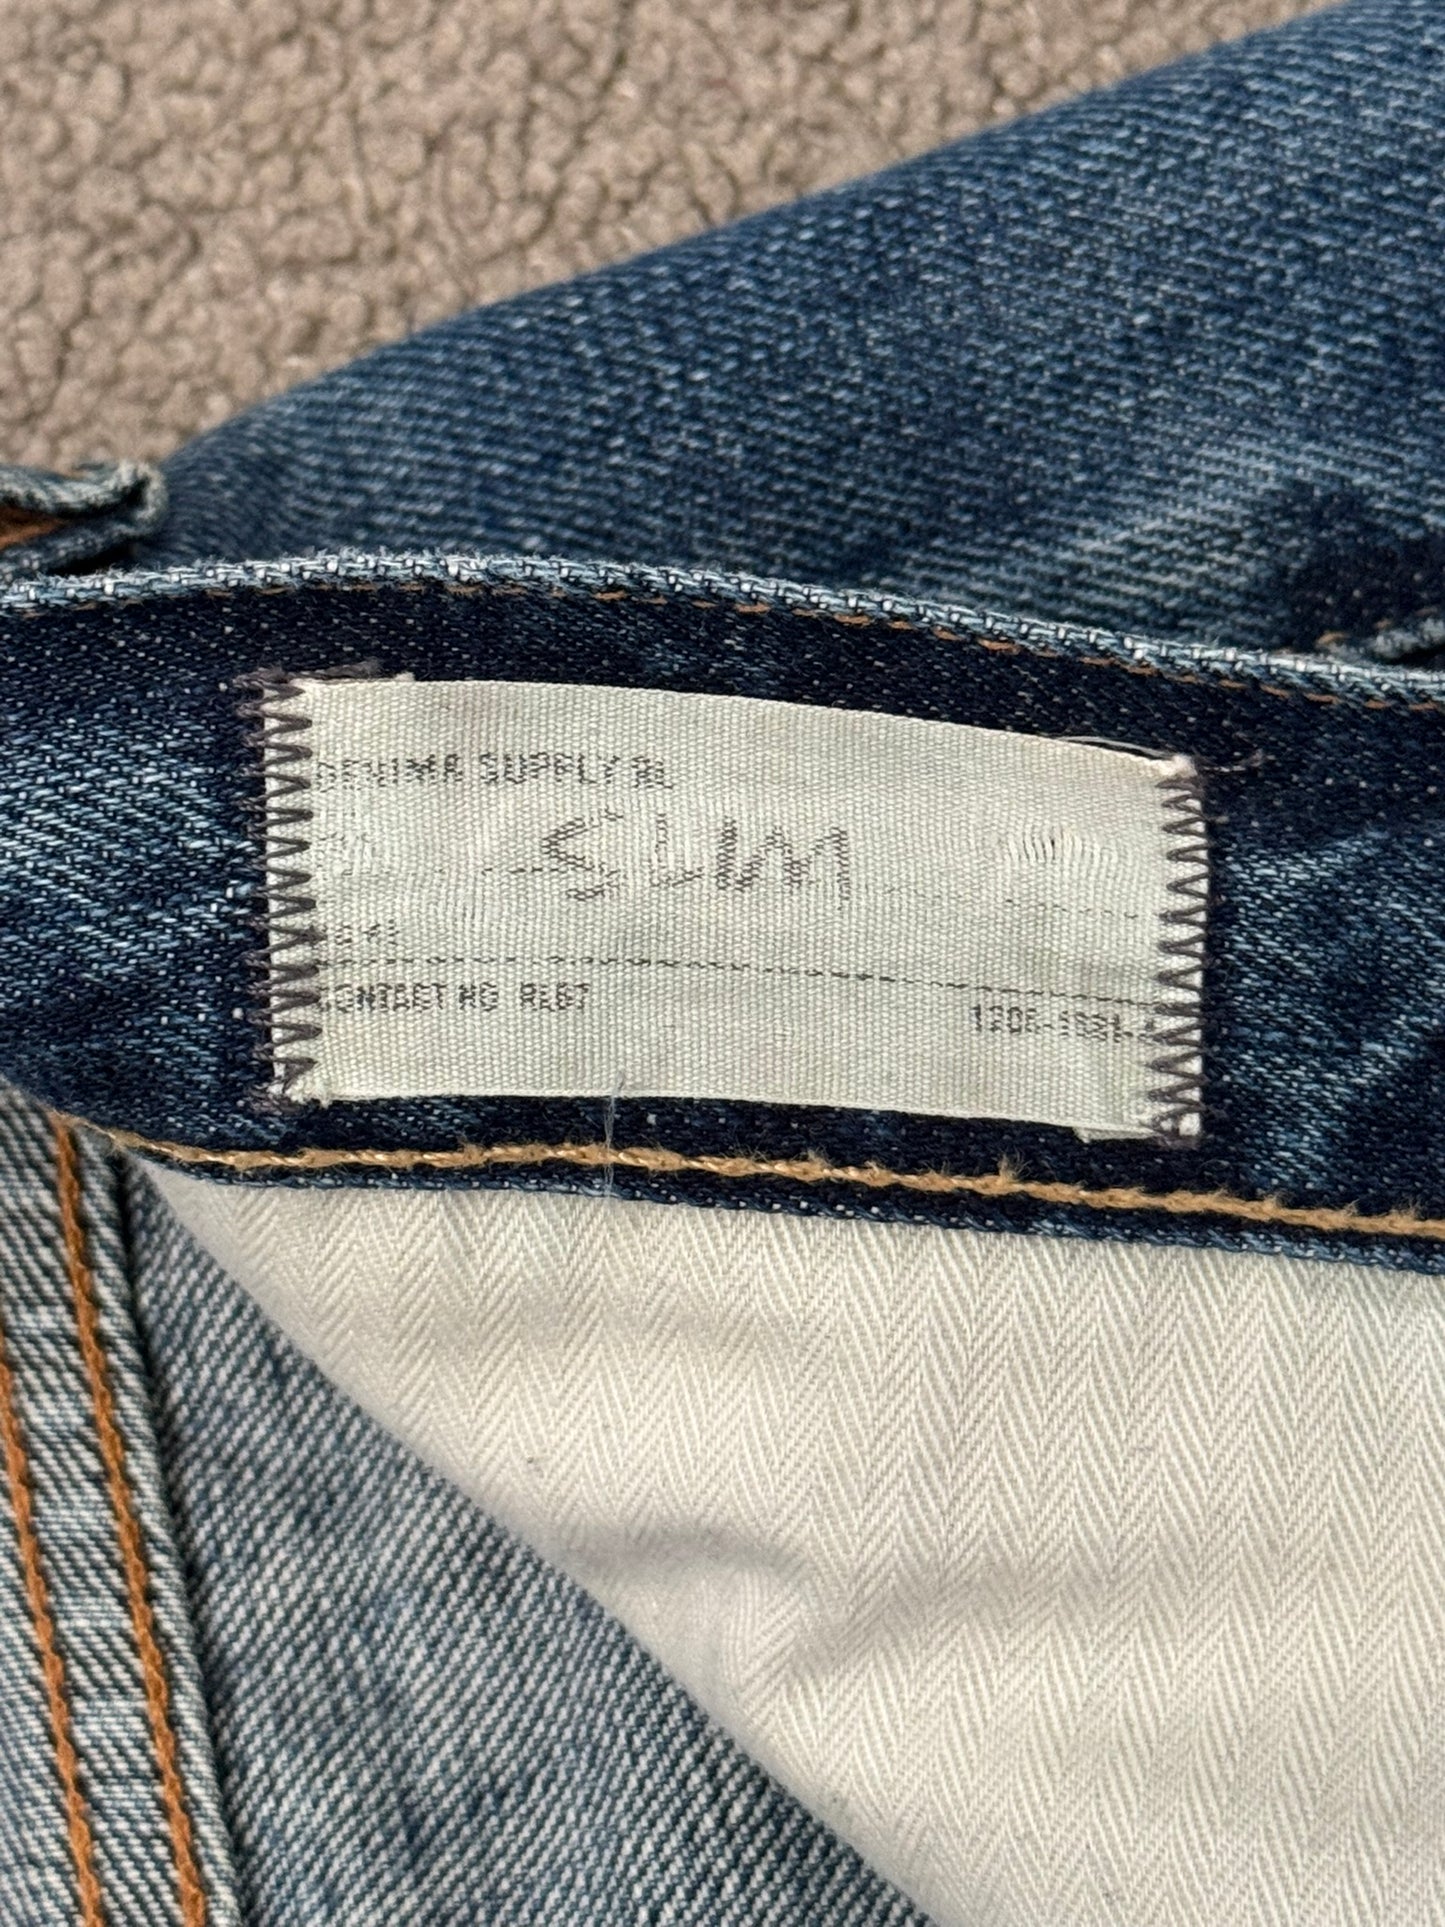 DENIM& SUPPLY RL
SLIM
CONTACT NO RL67